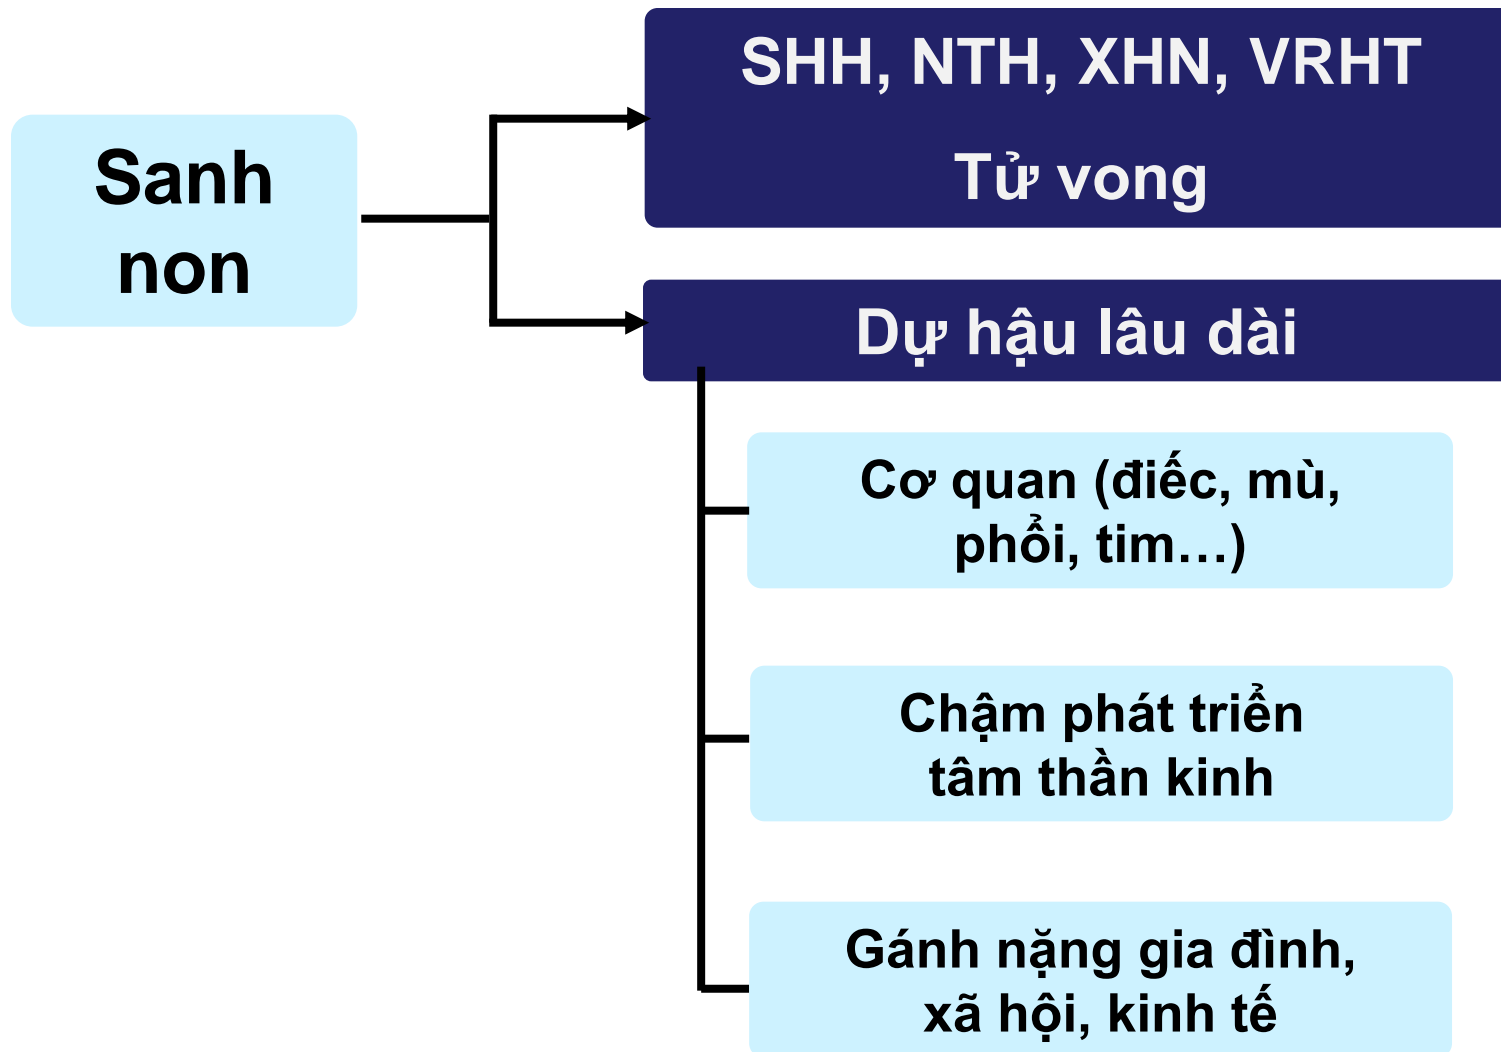 Sanh
non
SHH, NTH, XHN, VRHT
Tử vong
Dự hậu lâu dài
Cơ quan (điếc, mù,
phổi, tim…)
Chậm phát triển
tâm thần kinh
Gánh nặng gia đình,
xã hội, kinh tế